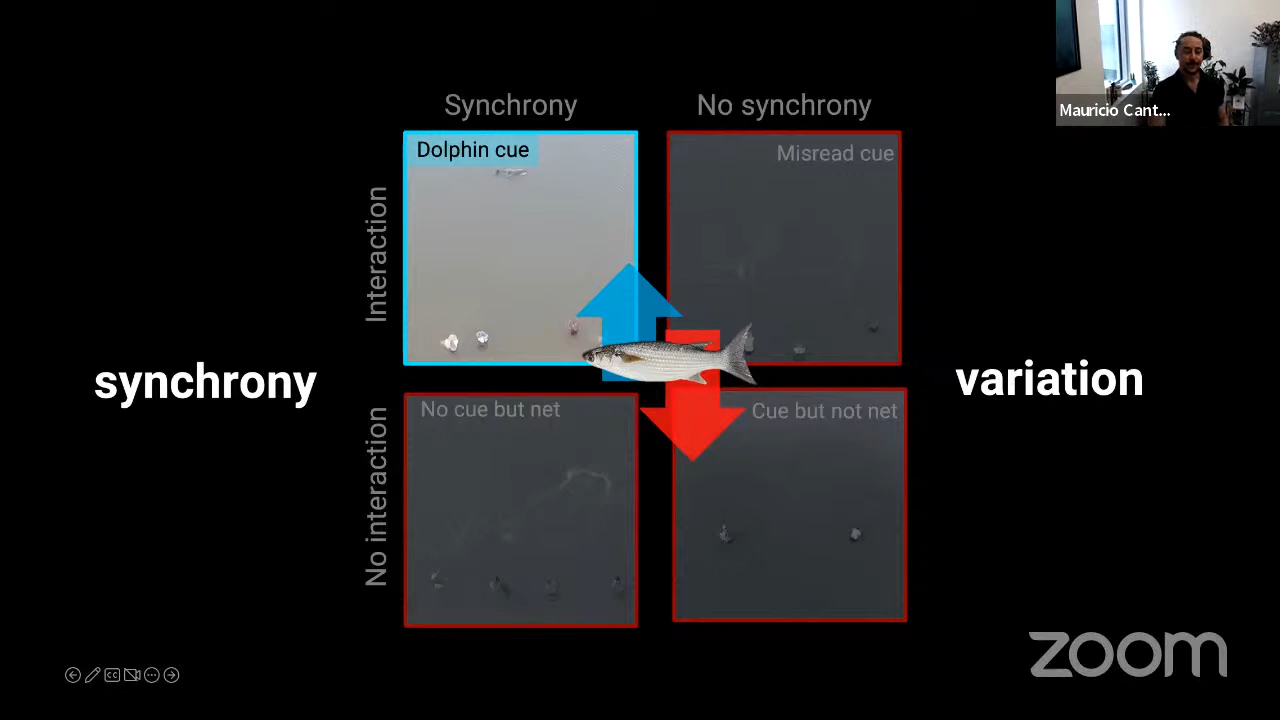 Mauricio Cant...
Synchrony
No synchrony
Interaction
Dolphin cue
Misread cue
synchrony
variation
No interaction
No cue but net
Cue but not net
zoom
CC